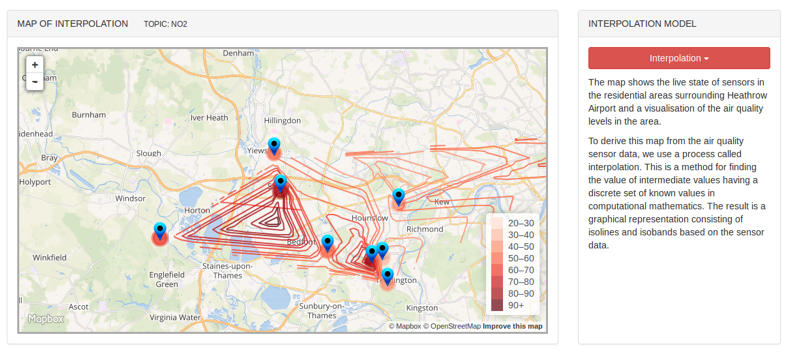 MAP OF INTERPOLATION TOPIC: NO2
INTERPOLATION MODEL
Interpolation
The map shows the live state of sensors in
the residential areas surrounding Heathrow
Airport and a visualisation of the air quality
levels in the area.
To derive this map from the air quality
sensor data, we use a process called
interpolation. This is a method for finding
the value of intermediate values having a
discrete set of known values in
computational mathematics. The result is a
graphical representation consisting of
isolines and isobands based on the sensor
data.
+
-
Denham
Burnham
Iver Heath
Hillingdon
Slough
Bray
Holyport
Windsor
Horton
Hounslow
Kew
Richmond
Winkfield
Englefield
Green
Staines-upon-
Thames
Ascot
Virginia Water
Sunbury-on-
Thames
Kingston
20–30
30–40
40–50
50–60
60–70
70–80
80–90
90+
Mapbox
© Mapbox © OpenStreetMap Improve this map